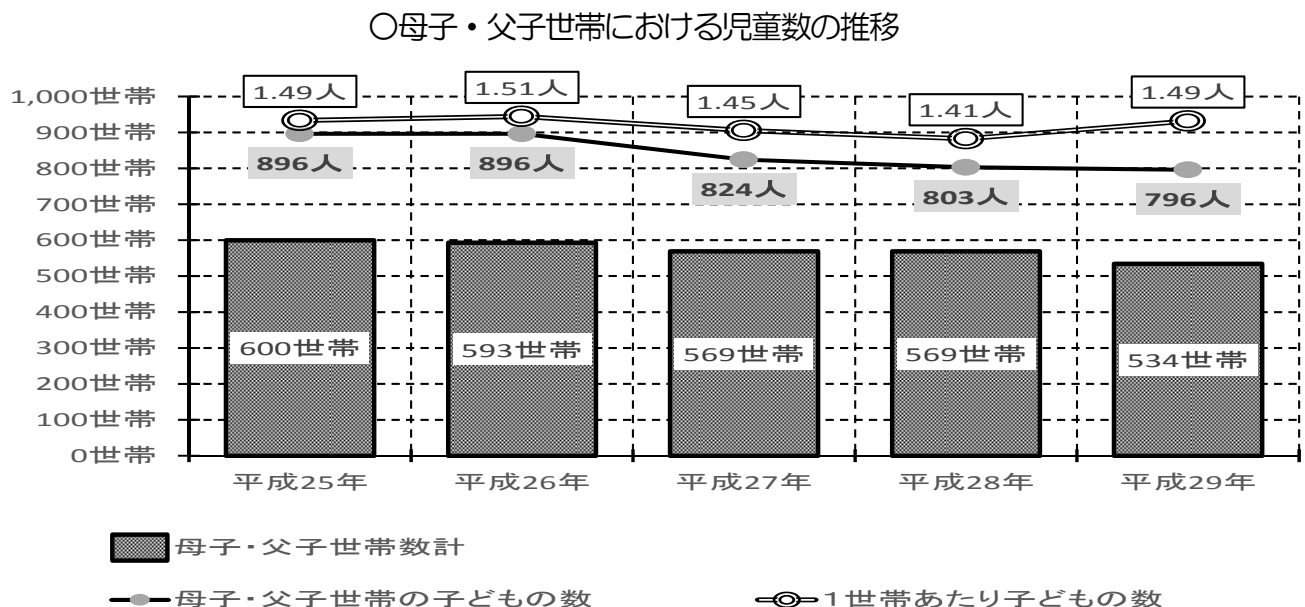 ○母子・父子世帯における児童数の推移
1.49人 1.51人 1.45人 1.41人 1.49人
1,000世帯
900世帯
896人 896人 824人 803人 796人
800世帯
700世帯
600世帯
500世帯
400世帯
600世帯 593世帯 569世帯 569世帯 534世帯
300世帯
200世帯
100世帯
0世帯
平成25年 平成26年 平成27年 平成28年 平成29年
母子・父子世帯数計
母子・父子世帯の子どもの数 1世帯あたり子どもの数